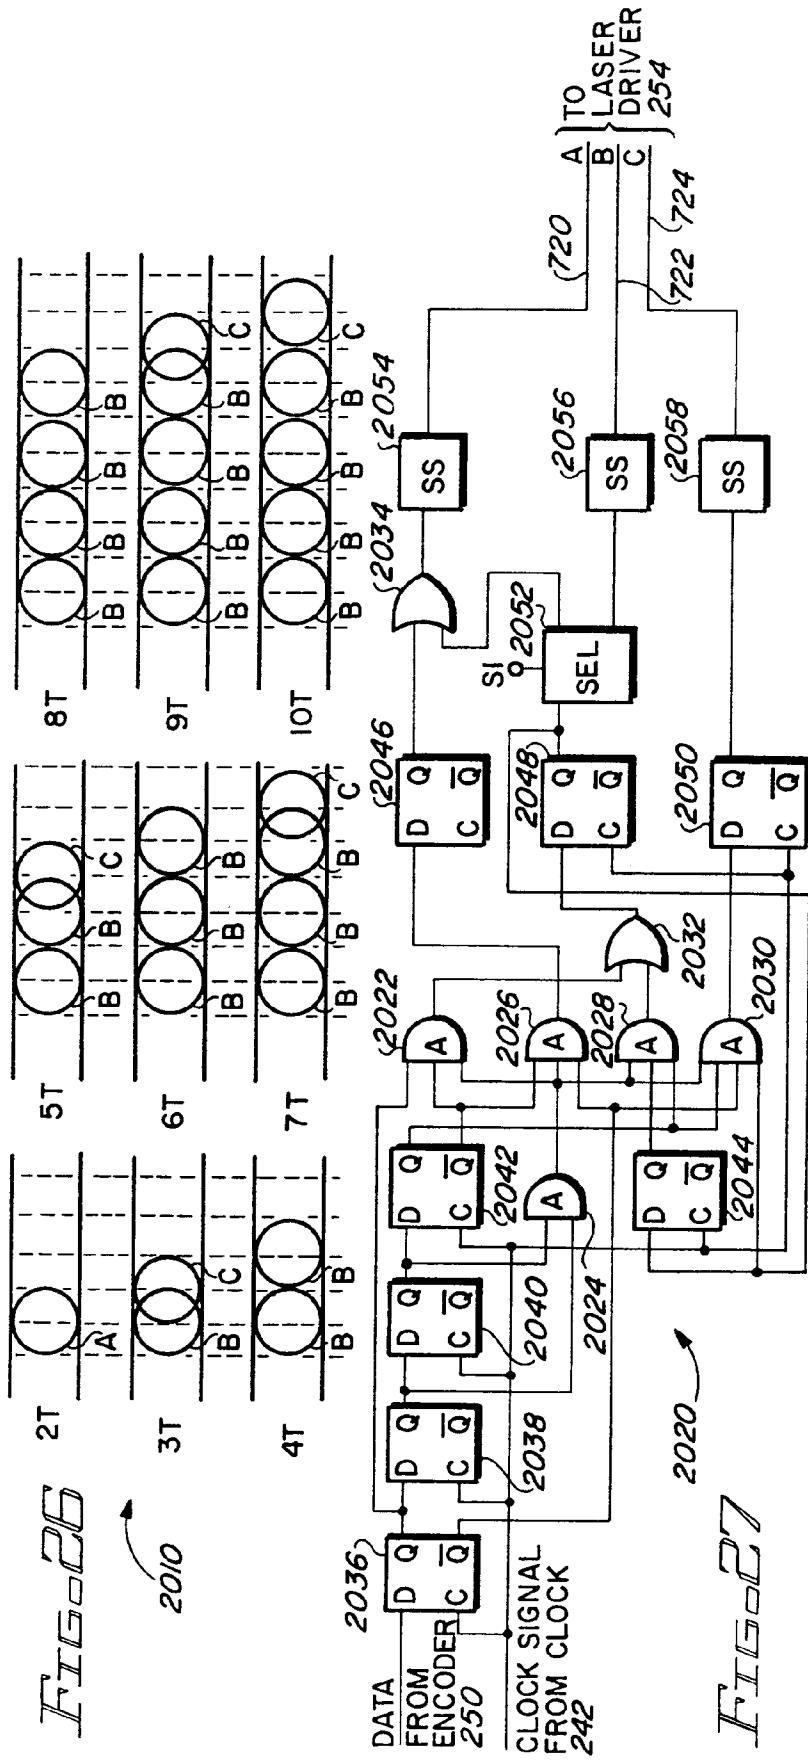 FIG. 26
2010
2T
A
3T
B
C
4T
B
B
5T
B
B
C
6T
B
B
B
7T
B
B
B
C
8T
B
B
B
B
9T
B
B
B
B
C
10T
B
B
B
B
C
FIG. 27
2020
DATA
FROM
ENCODER
250
CLOCK SIGNAL
FROM CLOCK
242
2036
D Q
C Q̅
2038
D Q
C Q̅
2040
D Q
C Q̅
2042
D Q
C Q̅
2024
A
2044
D Q
C Q̅
2022
A
2026
A
2028
A
2030
A
2032
2046
D Q
C Q̅
2048
D Q
C Q̅
2050
D Q
C Q̅
SI
2052
SEL
2034
2054
SS
2056
SS
2058
SS
720
722
724
A
B
C
TO
LASER
DRIVER
254